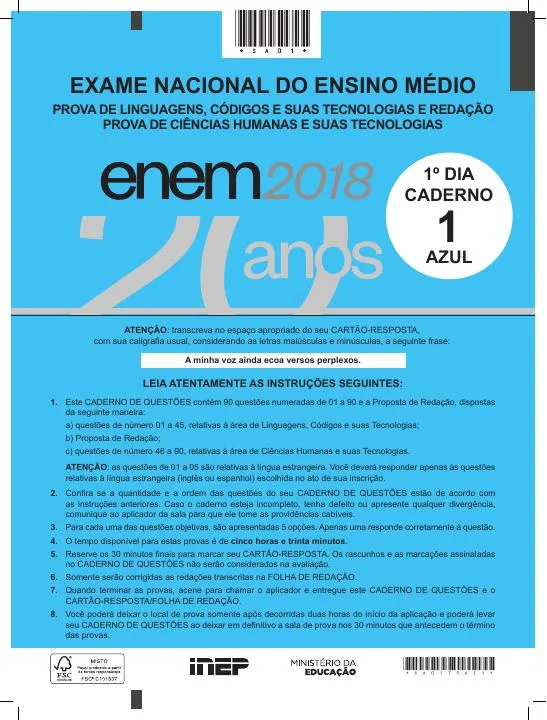 *SA01*
EXAME NACIONAL DO ENSINO MÉDIO
PROVA DE LINGUAGENS, CÓDIGOS E SUAS TECNOLOGIAS E REDAÇÃO
PROVA DE CIÊNCIAS HUMANAS E SUAS TECNOLOGIAS
enem2018
20 anos
1º DIA
CADERNO
1
AZUL
ATENÇÃO: transcreva no espaço apropriado do seu CARTÃO-RESPOSTA,
com sua caligrafia usual, considerando as letras maiúsculas e minúsculas, a seguinte frase:
A minha voz ainda ecoa versos perplexos.
LEIA ATENTAMENTE AS INSTRUÇÕES SEGUINTES:
1. Este CADERNO DE QUESTÕES contém 90 questões numeradas de 01 a 90 e a Proposta de Redação, dispostas
da seguinte maneira:
a) questões de número 01 a 45, relativas à área de Linguagens, Códigos e suas Tecnologias;
b) Proposta de Redação;
c) questões de número 46 a 90, relativas à área de Ciências Humanas e suas Tecnologias.
ATENÇÃO: as questões de 01 a 05 são relativas à língua estrangeira. Você deverá responder apenas às questões
relativas à língua estrangeira (inglês ou espanhol) escolhida no ato de sua inscrição.
2. Confira se a quantidade e a ordem das questões do seu CADERNO DE QUESTÕES estão de acordo com
as instruções anteriores. Caso o caderno esteja incompleto, tenha defeito ou apresente qualquer divergência,
comunique ao aplicador da sala para que ele tome as providências cabíveis.
3. Para cada uma das questões objetivas, são apresentadas 5 opções. Apenas uma responde corretamente à questão.
4. O tempo disponível para estas provas é de cinco horas e trinta minutos.
5. Reserve os 30 minutos finais para marcar seu CARTÃO-RESPOSTA. Os rascunhos e as marcações assinaladas
no CADERNO DE QUESTÕES não serão considerados na avaliação.
6. Somente serão corrigidas as redações transcritas na FOLHA DE REDAÇÃO.
7. Quando terminar as provas, acene para chamar o aplicador e entregue este CADERNO DE QUESTÕES e o
CARTÃO-RESPOSTA/FOLHA DE REDAÇÃO.
8. Você poderá deixar o local de prova somente após decorridas duas horas do início da aplicação e poderá levar
seu CADERNO DE QUESTÕES ao deixar em definitivo a sala de prova nos 30 minutos que antecedem o término
das provas.
FSC
MISTO
Papel produzido a partir
de fontes responsáveis
FSC® C101537
INEP
MINISTÉRIO DA
EDUCAÇÃO
*SA0175AZ1*